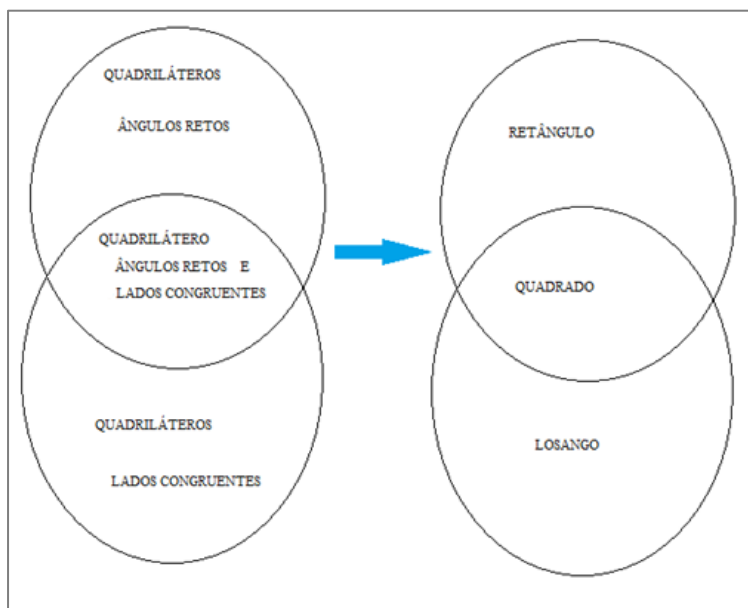 QUADRILÁTEROS
ÂNGULOS RETOS
QUADRILÁTERO
ÂNGULOS RETOS E
LADOS CONGRUENTES
QUADRILÁTEROS
LADOS CONGRUENTES
RETÂNGULO
QUADRADO
LOSANGO